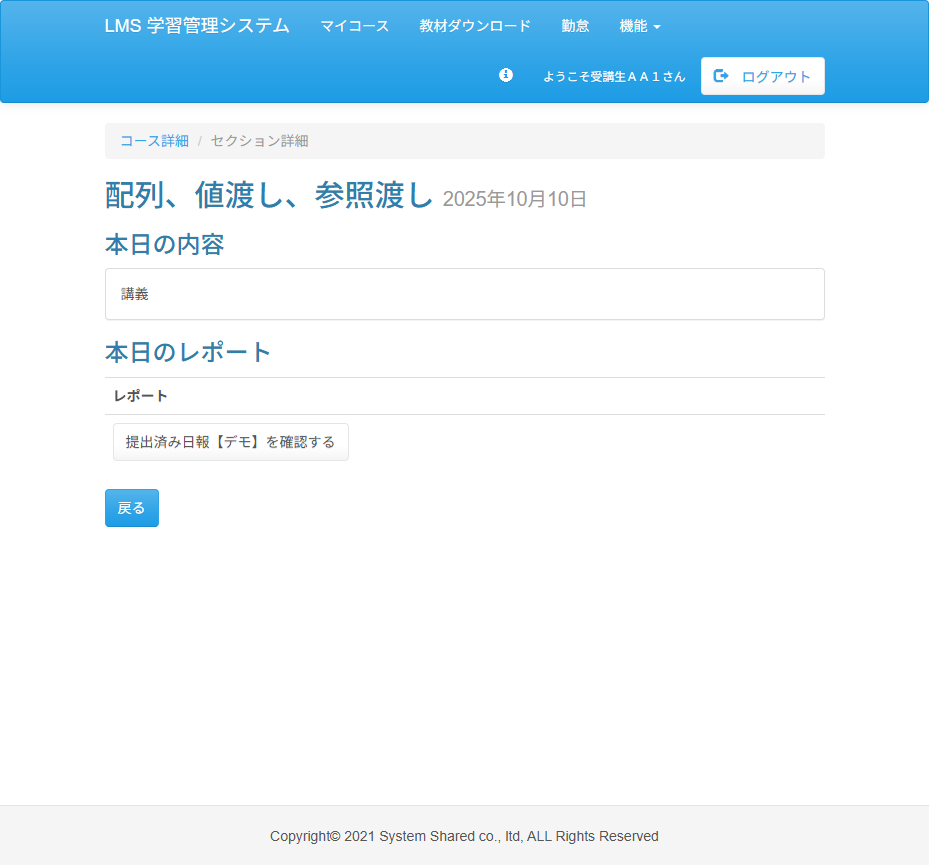 LMS 学習管理システム マイコース 教材ダウンロード 勤怠 機能
ようこそ受講生ＡＡ１さん ログアウト
コース詳細 / セクション詳細
配列、値渡し、参照渡し 2025年10月10日
本日の内容
講義
本日のレポート
レポート
提出済み日報【デモ】を確認する
戻る
Copyright© 2021 System Shared co., ltd, ALL Rights Reserved